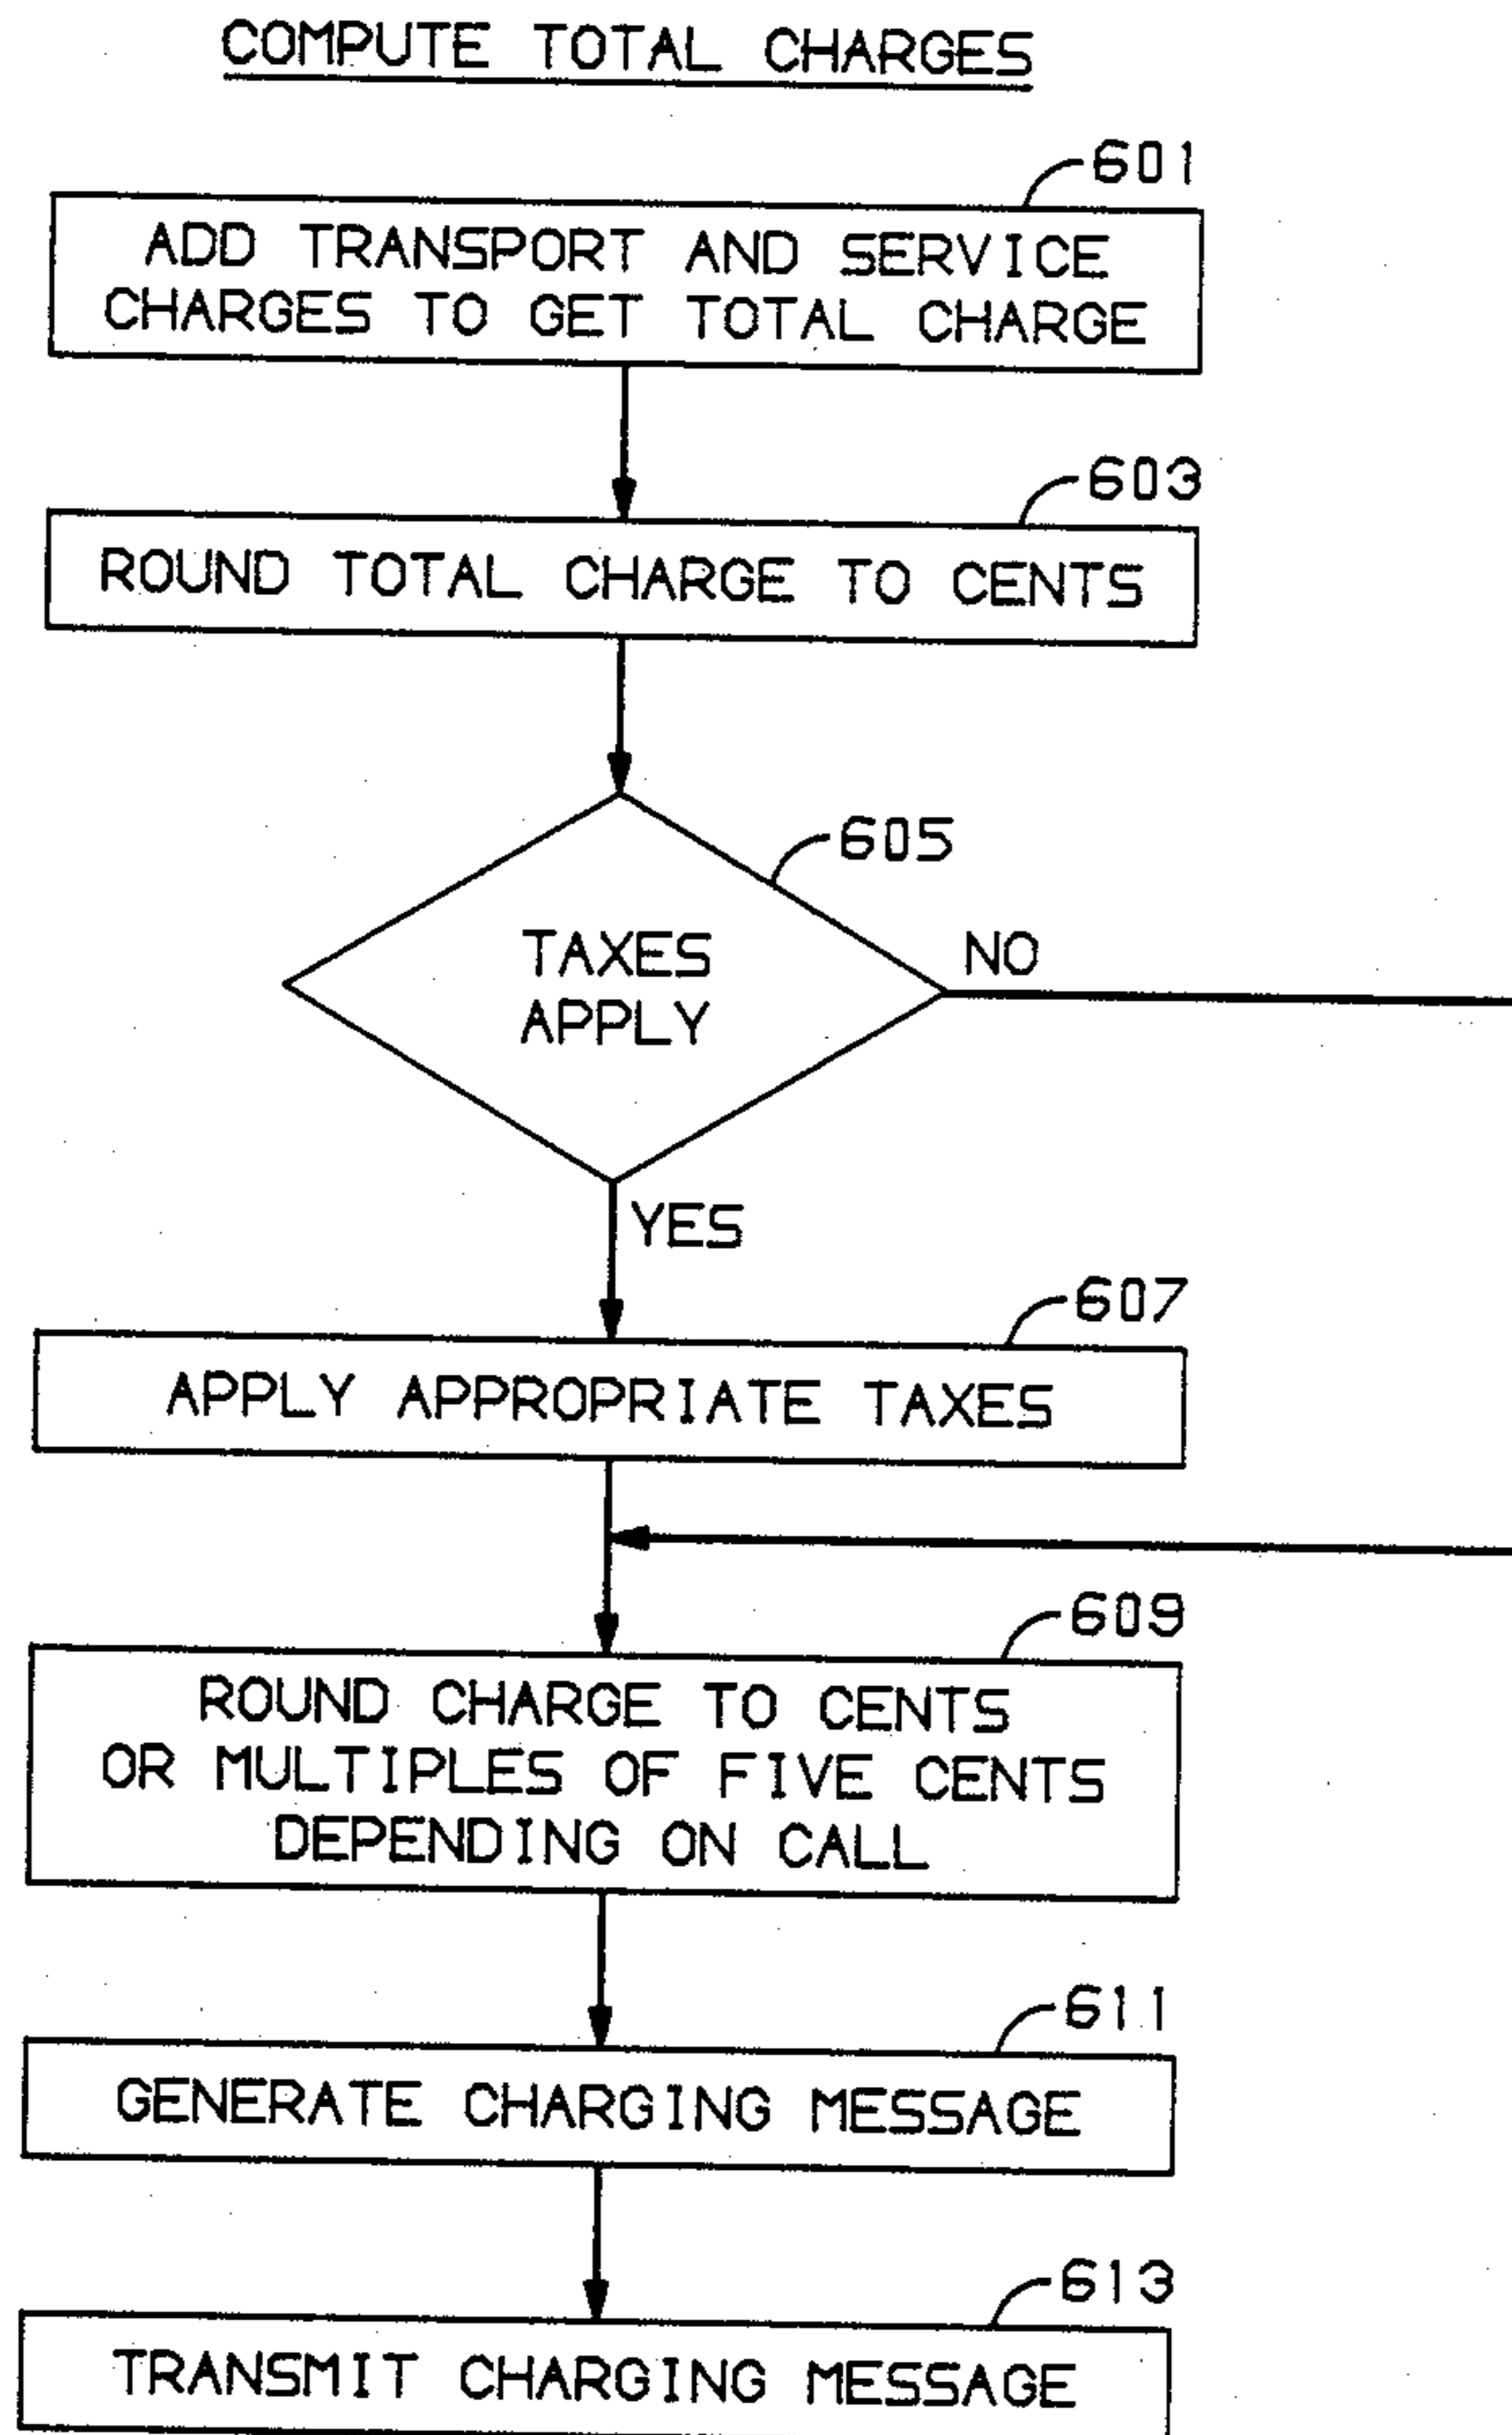 COMPUTE TOTAL CHARGES
601
ADD TRANSPORT AND SERVICE
CHARGES TO GET TOTAL CHARGE
603
ROUND TOTAL CHARGE TO CENTS
605
TAXES
APPLY
NO
YES
607
APPLY APPROPRIATE TAXES
609
ROUND CHARGE TO CENTS
OR MULTIPLES OF FIVE CENTS
DEPENDING ON CALL
611
GENERATE CHARGING MESSAGE
613
TRANSMIT CHARGING MESSAGE